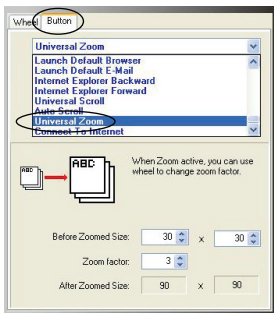 Wheel Button
Universal Zoom
Launch Default Browser
Launch Default E-Mail
Internet Explorer Backward
Internet Explorer Forward
Universal Scroll
Auto Scroll
Universal Zoom
Connect To Internet
ABC
ABC
When Zoom active, you can use
wheel to change zoom factor.
Before Zoomed Size: 30 x 30
Zoom factor: 3
After Zoomed Size: 90 x 90